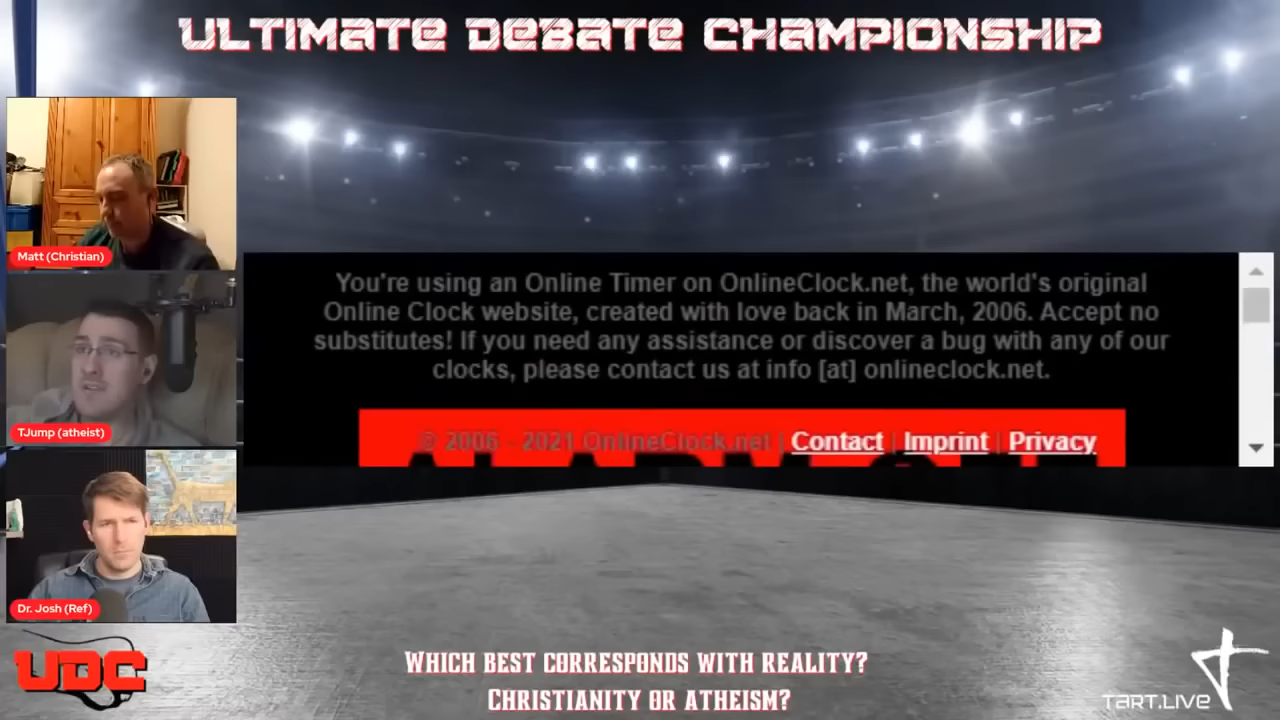 ULTIMATE DEBATE CHAMPIONSHIP
Matt (Christian)
TJump (atheist)
Dr. Josh (Ref)
You're using an Online Timer on OnlineClock.net, the world's original
Online Clock website, created with love back in March, 2006. Accept no
substitutes! If you need any assistance or discover a bug with any of our
clocks, please contact us at info [at] onlineclock.net.
© 2006 - 2021 OnlineClock.net | Contact | Imprint | Privacy
UDC
WHICH BEST CORRESPONDS WITH REALITY?
CHRISTIANITY OR ATHEISM?
TART.LIVE